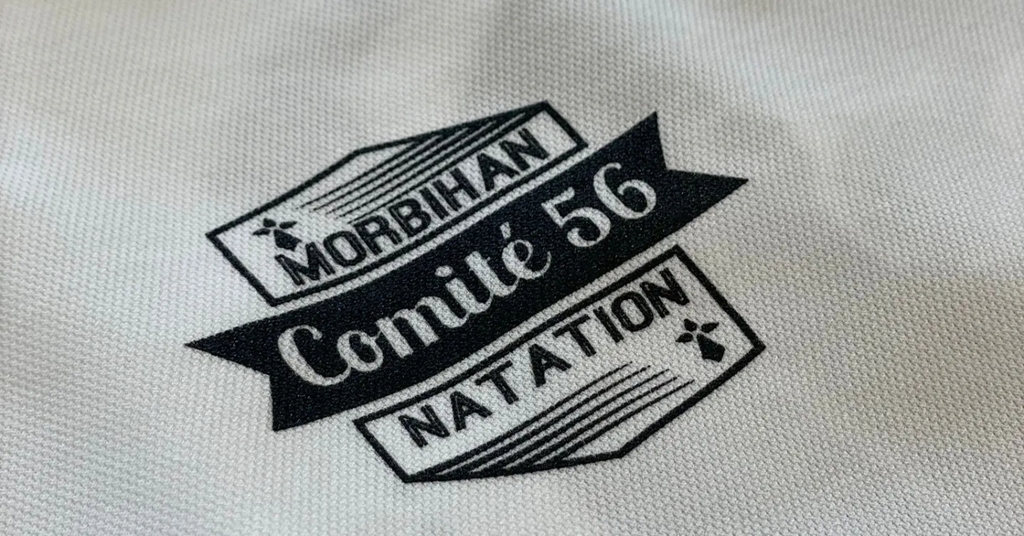 MORBIHAN
Comité 56
NATATION